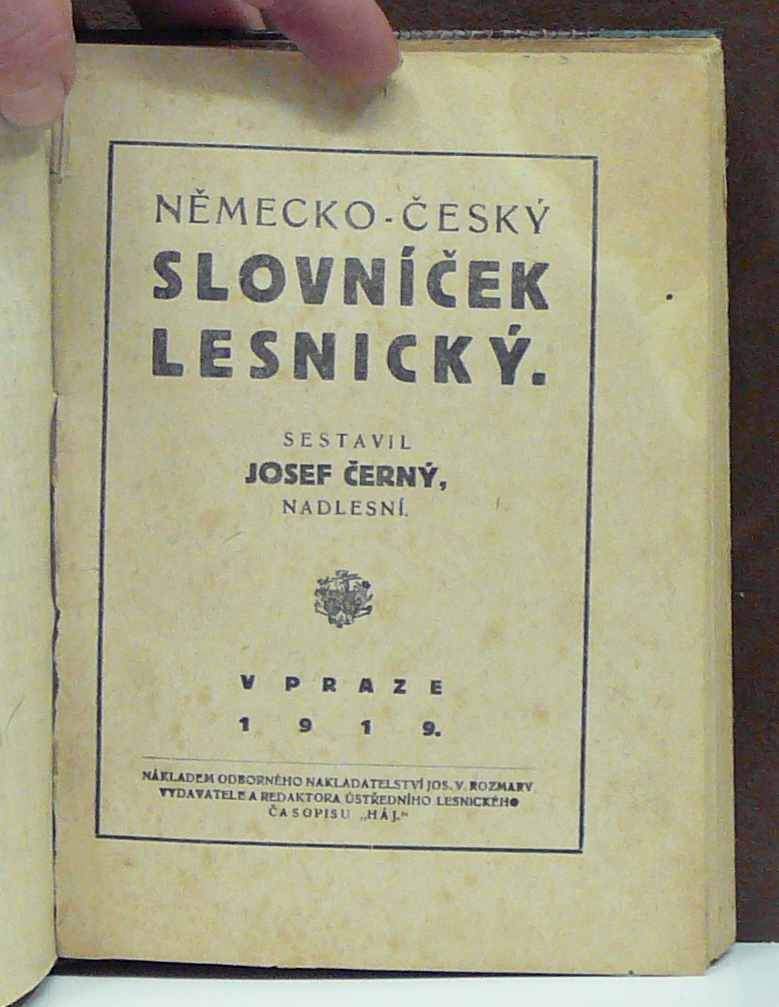 NĚMECKO-ČESKÝ
SLOVNÍČEK
LESNICKÝ.
SESTAVIL
JOSEF ČERNÝ,
NADLESNÍ.
V PRAZE
1919.
NÁKLADEM ODBORNÉHO NAKLADATELSTVÍ JOS. V. ROZMARY,
VYDAVATELE A REDAKTORA ÚSTŘEDNÍHO LESNICKÉHO
ČASOPISU „HÁJ.“